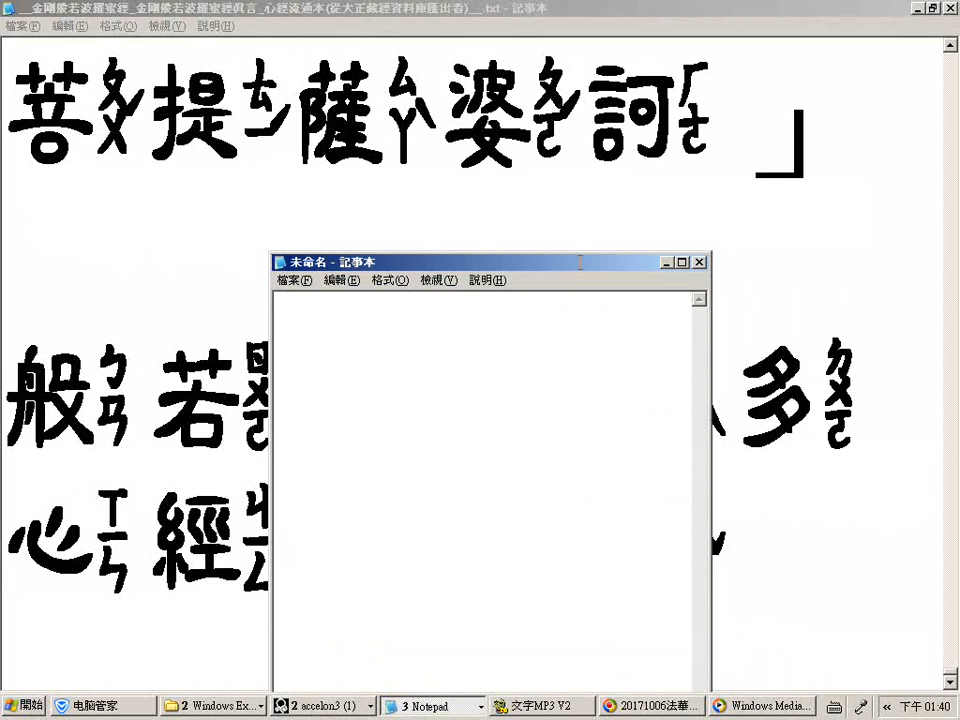 __金剛般若波羅蜜經_金剛般若波羅蜜經真言_心經流通本(從大正藏經資料庫匯出者)__.txt - 記事本
檔案(F) 編輯(E) 格式(O) 檢視(V) 說明(H)
菩ㄆㄨˊ提ㄊㄧˊ薩ㄙㄚˋ婆ㄆㄛˊ訶ㄏㄜ 」
未命名 - 記事本
檔案(F) 編輯(E) 格式(O) 檢視(V) 說明(H)
般ㄅㄢ若 多ㄉㄨㄛ
心ㄒㄧㄣ經
開始 电脑管家 2 Windows Ex... 2 accelon3 (1) 3 Notepad 文字MP3 V2 20171006法華... Windows Media... « 下午 01:40